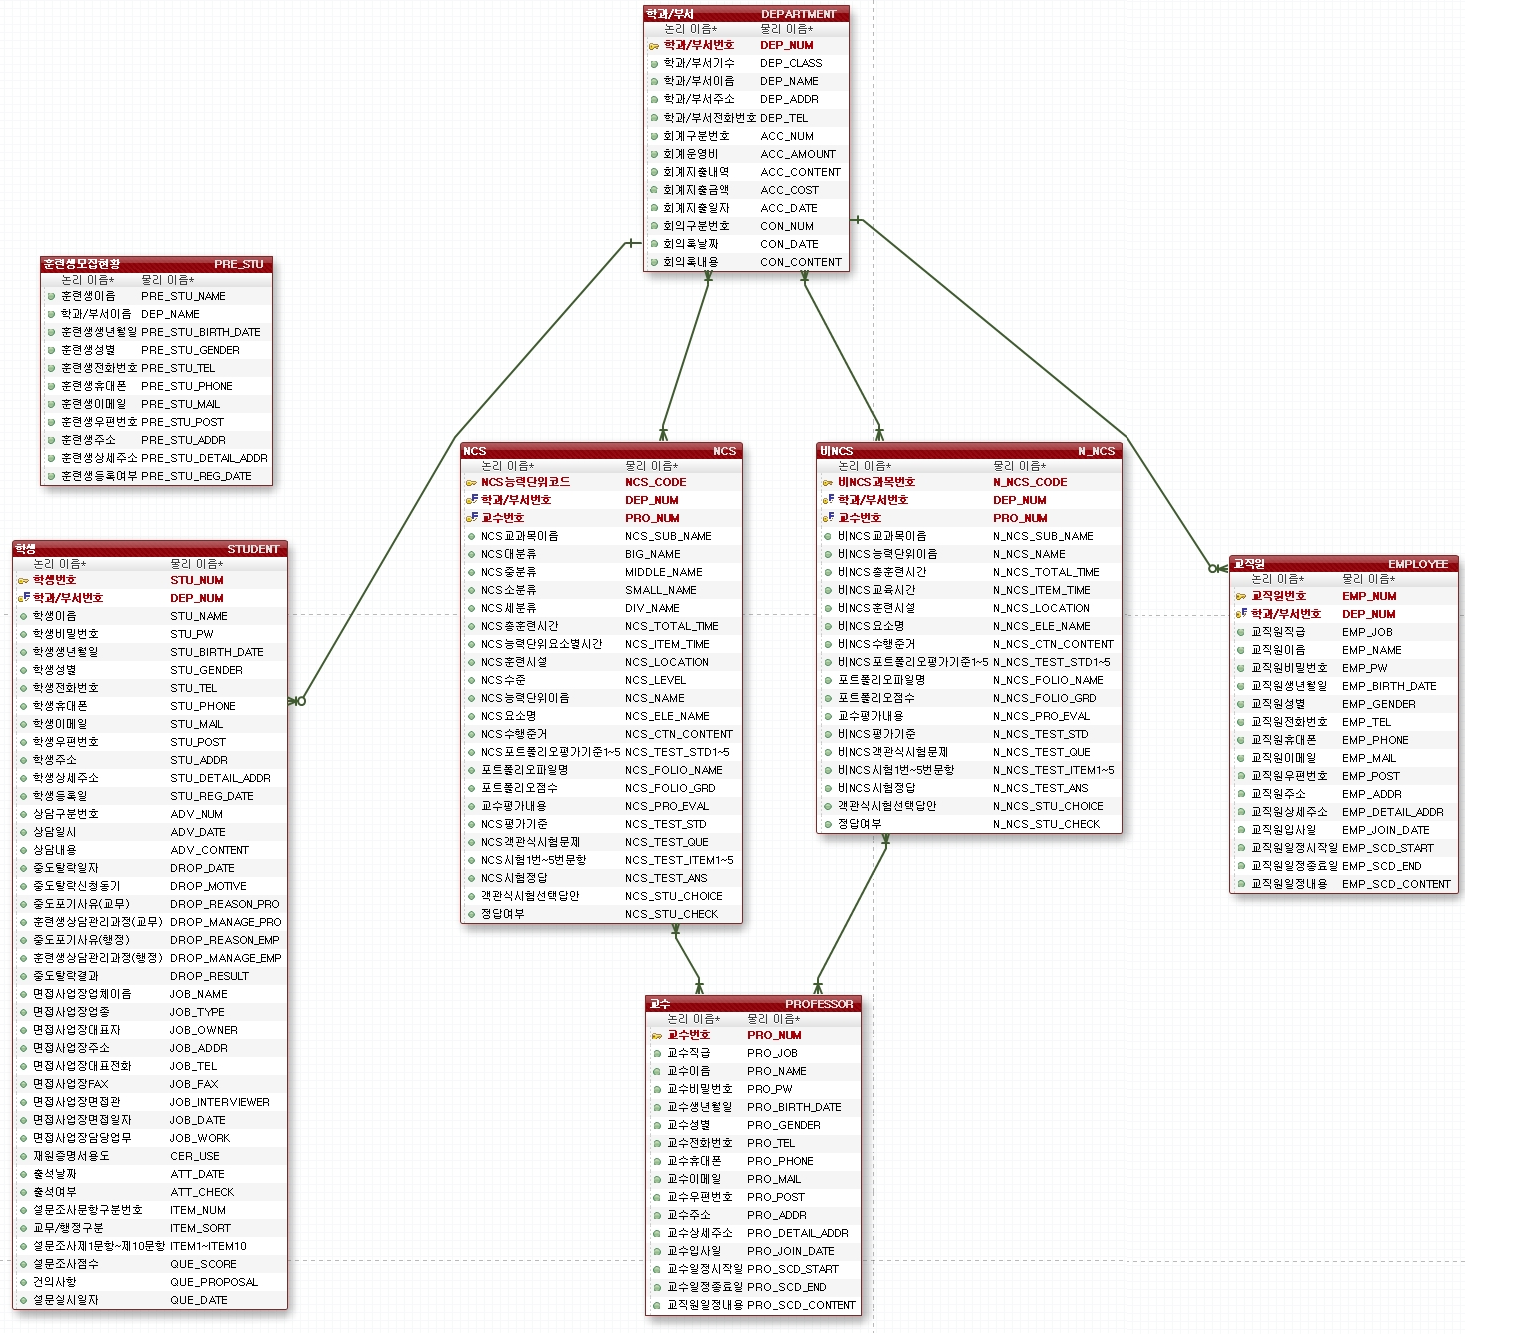 학과/부서 DEPARTMENT
논리 이름* 물리 이름*
학과/부서번호 DEP_NUM
학과/부서기수 DEP_CLASS
학과/부서이름 DEP_NAME
학과/부서주소 DEP_ADDR
학과/부서전화번호 DEP_TEL
회계구분번호 ACC_NUM
회계운영비 ACC_AMOUNT
회계지출내역 ACC_CONTENT
회계지출금액 ACC_COST
회계지출일자 ACC_DATE
회의구분번호 CON_NUM
회의록날짜 CON_DATE
회의록내용 CON_CONTENT
훈련생모집현황 PRE_STU
논리 이름* 물리 이름*
훈련생이름 PRE_STU_NAME
학과/부서이름 DEP_NAME
훈련생생년월일 PRE_STU_BIRTH_DATE
훈련생성별 PRE_STU_GENDER
훈련생전화번호 PRE_STU_TEL
훈련생휴대폰 PRE_STU_PHONE
훈련생이메일 PRE_STU_MAIL
훈련생우편번호 PRE_STU_POST
훈련생주소 PRE_STU_ADDR
훈련생상세주소 PRE_STU_DETAIL_ADDR
훈련생등록여부 PRE_STU_REG_DATE
NCS NCS
논리 이름* 물리 이름*
NCS능력단위코드 NCS_CODE
학과/부서번호 DEP_NUM
교수번호 PRO_NUM
NCS교과목이름 NCS_SUB_NAME
NCS대분류 BIG_NAME
NCS중분류 MIDDLE_NAME
NCS소분류 SMALL_NAME
NCS세분류 DIV_NAME
NCS총훈련시간 NCS_TOTAL_TIME
NCS능력단위요소별시간 NCS_ITEM_TIME
NCS훈련시설 NCS_LOCATION
NCS수준 NCS_LEVEL
NCS능력단위이름 NCS_NAME
NCS요소명 NCS_ELE_NAME
NCS수행준거 NCS_CTN_CONTENT
NCS포트폴리오평가기준1~5 NCS_TEST_STD1~5
포트폴리오파일명 NCS_FOLIO_NAME
포트폴리오점수 NCS_FOLIO_GRD
교수평가내용 NCS_PRO_EVAL
NCS평가기준 NCS_TEST_STD
NCS객관식시험문제 NCS_TEST_QUE
NCS시험1번~5번문항 NCS_TEST_ITEM1~5
NCS시험정답 NCS_TEST_ANS
객관식시험선택답안 NCS_STU_CHOICE
정답여부 NCS_STU_CHECK
비NCS N_NCS
논리 이름* 물리 이름*
비NCS과목번호 N_NCS_CODE
학과/부서번호 DEP_NUM
교수번호 PRO_NUM
비NCS교과목이름 N_NCS_SUB_NAME
비NCS능력단위이름 N_NCS_NAME
비NCS총훈련시간 N_NCS_TOTAL_TIME
비NCS교육시간 N_NCS_ITEM_TIME
비NCS훈련시설 N_NCS_LOCATION
비NCS요소명 N_NCS_ELE_NAME
비NCS수행준거 N_NCS_CTN_CONTENT
비NCS포트폴리오평가기준1~5 N_NCS_TEST_STD1~5
포트폴리오파일명 N_NCS_FOLIO_NAME
포트폴리오점수 N_NCS_FOLIO_GRD
교수평가내용 N_NCS_PRO_EVAL
비NCS평가기준 N_NCS_TEST_STD
비NCS객관식시험문제 N_NCS_TEST_QUE
비NCS시험1번~5번문항 N_NCS_TEST_ITEM1~5
비NCS시험정답 N_NCS_TEST_ANS
객관식시험선택답안 N_NCS_STU_CHOICE
정답여부 N_NCS_STU_CHECK
학생 STUDENT
논리 이름* 물리 이름*
학생번호 STU_NUM
학과/부서번호 DEP_NUM
학생이름 STU_NAME
학생비밀번호 STU_PW
학생생년월일 STU_BIRTH_DATE
학생성별 STU_GENDER
학생전화번호 STU_TEL
학생휴대폰 STU_PHONE
학생이메일 STU_MAIL
학생우편번호 STU_POST
학생주소 STU_ADDR
학생상세주소 STU_DETAIL_ADDR
학생등록일 STU_REG_DATE
상담구분번호 ADV_NUM
상담일시 ADV_DATE
상담내용 ADV_CONTENT
중도탈락일자 DROP_DATE
중도탈락신청동기 DROP_MOTIVE
중도포기사유(교무) DROP_REASON_PRO
훈련생상담관리과정(교무) DROP_MANAGE_PRO
중도포기사유(행정) DROP_REASON_EMP
훈련생상담관리과정(행정) DROP_MANAGE_EMP
중도탈락결과 DROP_RESULT
면접사업장업체이름 JOB_NAME
면접사업장업종 JOB_TYPE
면접사업장대표자 JOB_OWNER
면접사업장주소 JOB_ADDR
면접사업장대표전화 JOB_TEL
면접사업장FAX JOB_FAX
면접사업장면접관 JOB_INTERVIEWER
면접사업장면접일자 JOB_DATE
면접사업장담당업무 JOB_WORK
재원증명서용도 CER_USE
출석날짜 ATT_DATE
출석여부 ATT_CHECK
설문조사문항구분번호 ITEM_NUM
교무/행정구분 ITEM_SORT
설문조사제1문항~제10문항 ITEM1~ITEM10
설문조사점수 QUE_SCORE
건의사항 QUE_PROPOSAL
설문실시일자 QUE_DATE
교직원 EMPLOYEE
논리 이름* 물리 이름*
교직원번호 EMP_NUM
학과/부서번호 DEP_NUM
교직원직급 EMP_JOB
교직원이름 EMP_NAME
교직원비밀번호 EMP_PW
교직원생년월일 EMP_BIRTH_DATE
교직원성별 EMP_GENDER
교직원전화번호 EMP_TEL
교직원휴대폰 EMP_PHONE
교직원이메일 EMP_MAIL
교직원우편번호 EMP_POST
교직원주소 EMP_ADDR
교직원상세주소 EMP_DETAIL_ADDR
교직원입사일 EMP_JOIN_DATE
교직원일정시작일 EMP_SCD_START
교직원일정종료일 EMP_SCD_END
교직원일정내용 EMP_SCD_CONTENT
교수 PROFESSOR
논리 이름* 물리 이름*
교수번호 PRO_NUM
교수직급 PRO_JOB
교수이름 PRO_NAME
교수비밀번호 PRO_PW
교수생년월일 PRO_BIRTH_DATE
교수성별 PRO_GENDER
교수전화번호 PRO_TEL
교수휴대폰 PRO_PHONE
교수이메일 PRO_MAIL
교수우편번호 PRO_POST
교수주소 PRO_ADDR
교수상세주소 PRO_DETAIL_ADDR
교수입사일 PRO_JOIN_DATE
교수일정시작일 PRO_SCD_START
교수일정종료일 PRO_SCD_END
교직원일정내용 PRO_SCD_CONTENT